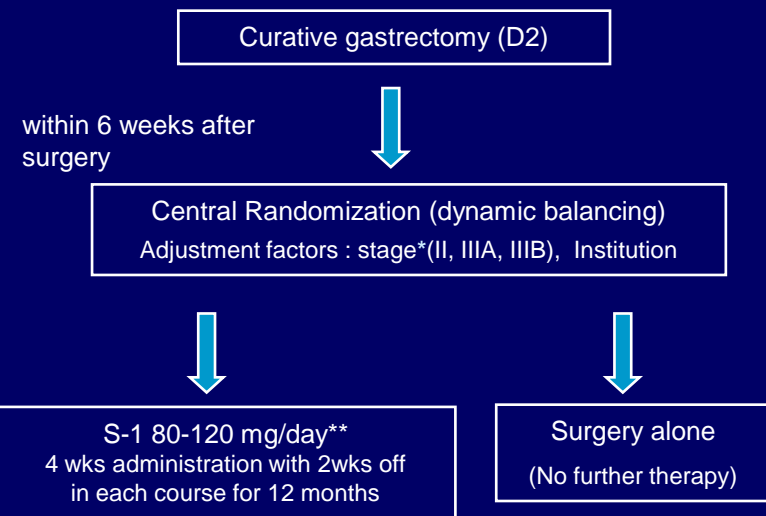 Curative gastrectomy (D2)
within 6 weeks after
surgery
Central Randomization (dynamic balancing)
Adjustment factors : stage*(II, IIIA, IIIB), Institution
S-1 80-120 mg/day**
4 wks administration with 2wks off
in each course for 12 months
Surgery alone
(No further therapy)